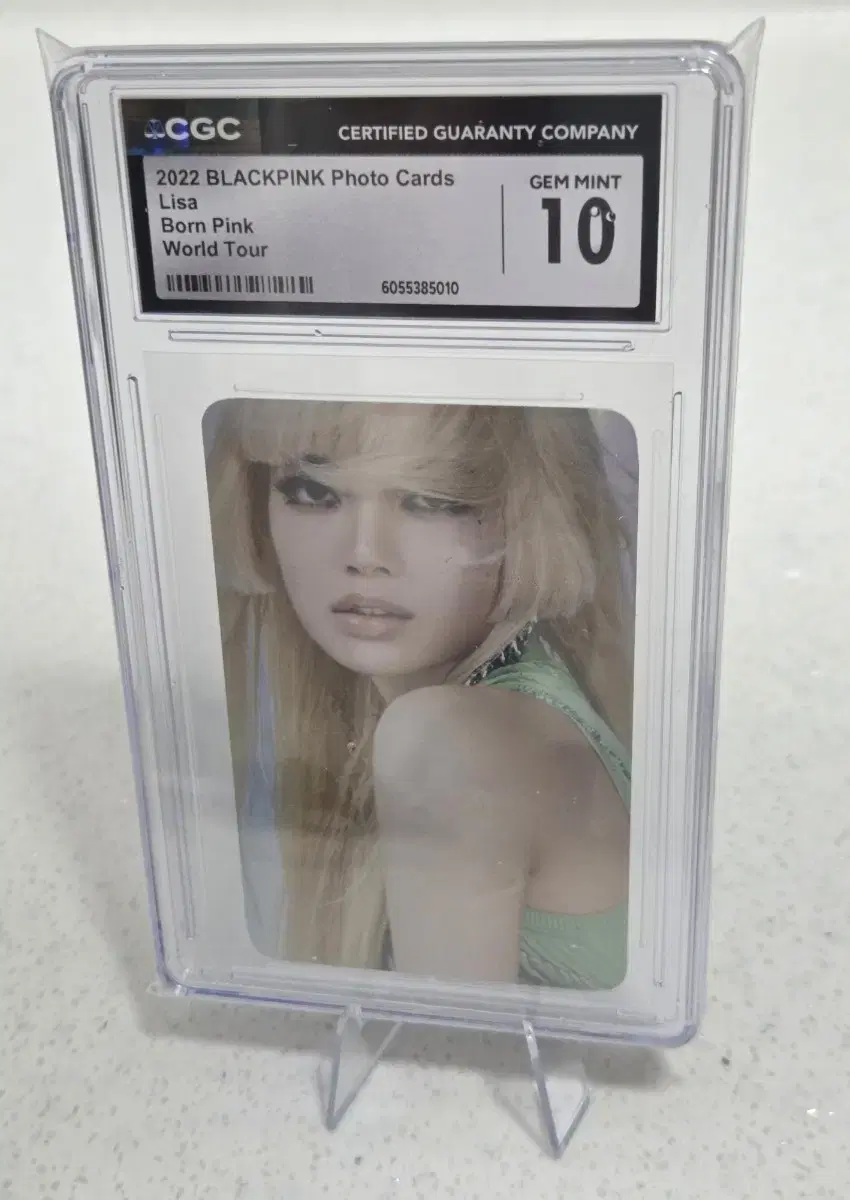 CGC
CERTIFIED GUARANTY COMPANY
2022 BLACKPINK Photo Cards
Lisa
Born Pink
World Tour
GEM MINT
10
6055385010